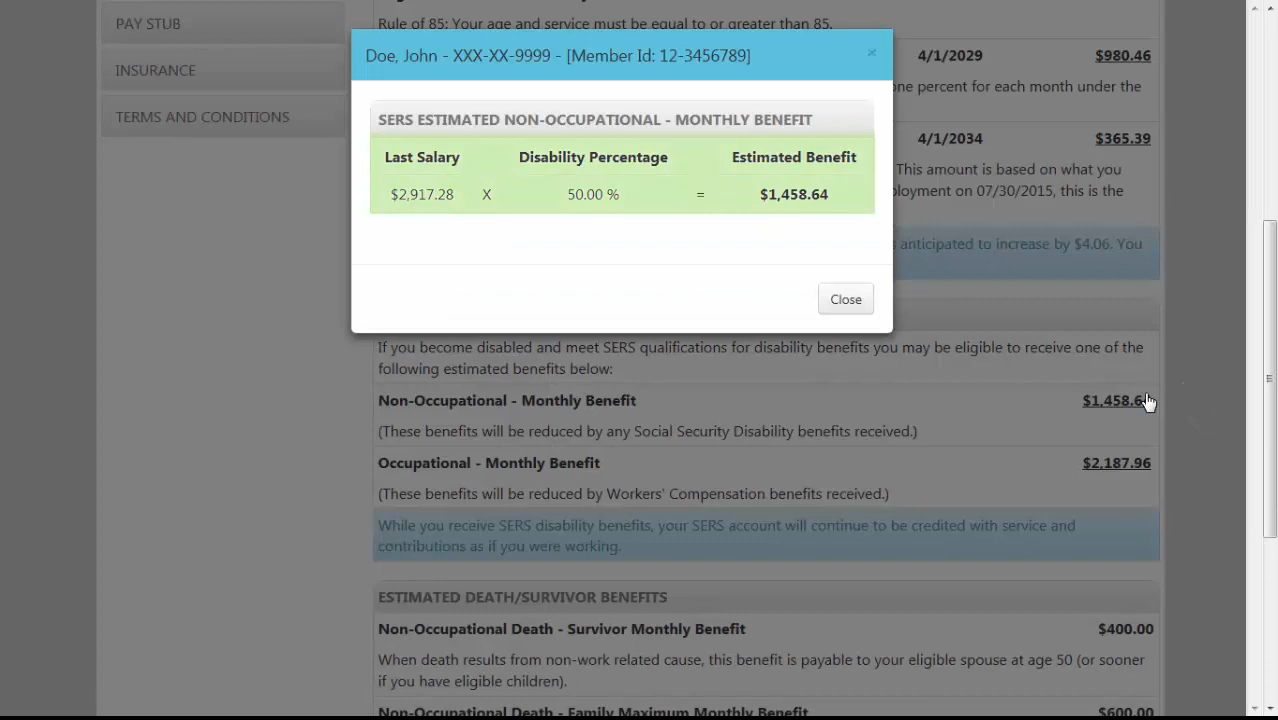 PAY STUB
INSURANCE
TERMS AND CONDITIONS
Rule of 85: Your age and service must be equal to or greater than 85.
Doe, John - XXX-XX-9999 - [Member Id: 12-3456789]
×
SERS ESTIMATED NON-OCCUPATIONAL - MONTHLY BENEFIT
Last Salary Disability Percentage Estimated Benefit
$2,917.28 X 50.00 % = $1,458.64
Close
4/1/2029 $980.46
one percent for each month under the
4/1/2034 $365.39
This amount is based on what you
ployment on 07/30/2015, this is the
anticipated to increase by $4.06. You
If you become disabled and meet SERS qualifications for disability benefits you may be eligible to receive one of the
following estimated benefits below:
Non-Occupational - Monthly Benefit $1,458.64
(These benefits will be reduced by any Social Security Disability benefits received.)
Occupational - Monthly Benefit $2,187.96
(These benefits will be reduced by Workers' Compensation benefits received.)
While you receive SERS disability benefits, your SERS account will continue to be credited with service and
contributions as if you were working.
ESTIMATED DEATH/SURVIVOR BENEFITS
Non-Occupational Death - Survivor Monthly Benefit $400.00
When death results from non-work related cause, this benefit is payable to your eligible spouse at age 50 (or sooner
if you have eligible children).
Non-Occupational Death - Family Maximum Monthly Benefit $600.00